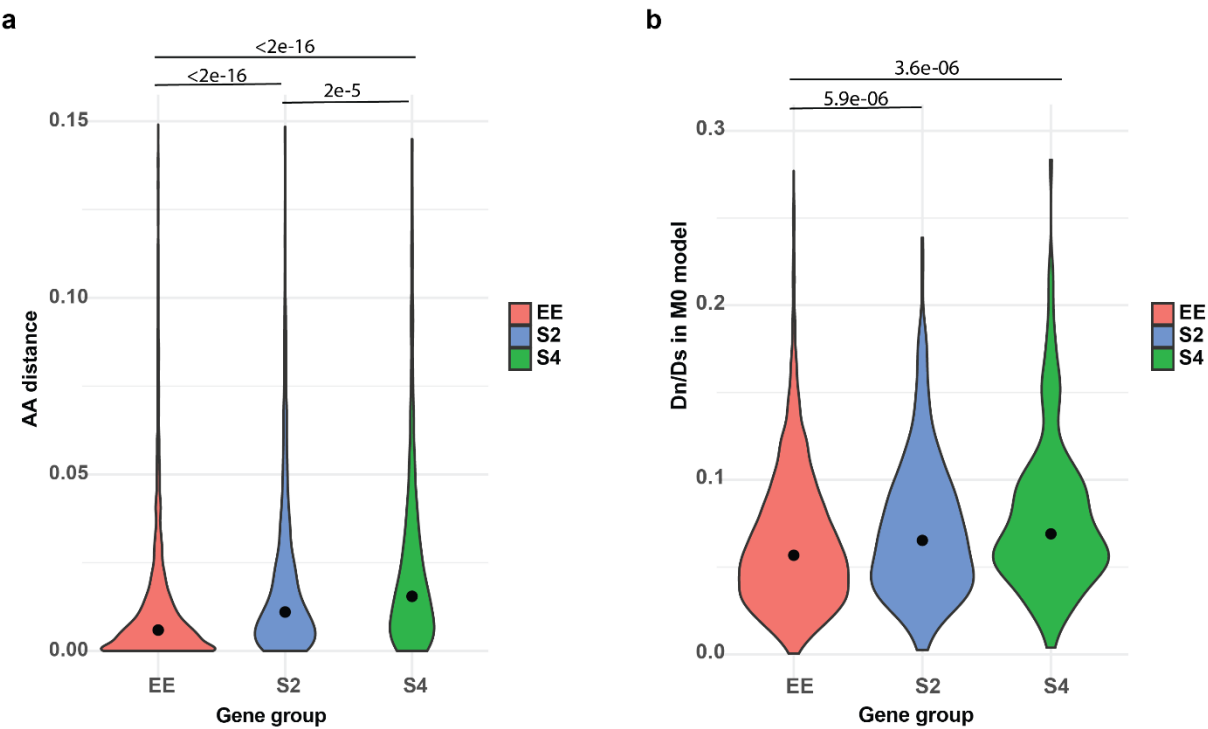 a
<2e-16
<2e-16
2e-5
0.15
0.10
0.05
0.00
AA distance
EE
S2
S4
Gene group
EE
S2
S4
b
3.6e-06
5.9e-06
0.3
0.2
0.1
0.0
Dn/Ds in M0 model
EE
S2
S4
Gene group
EE
S2
S4